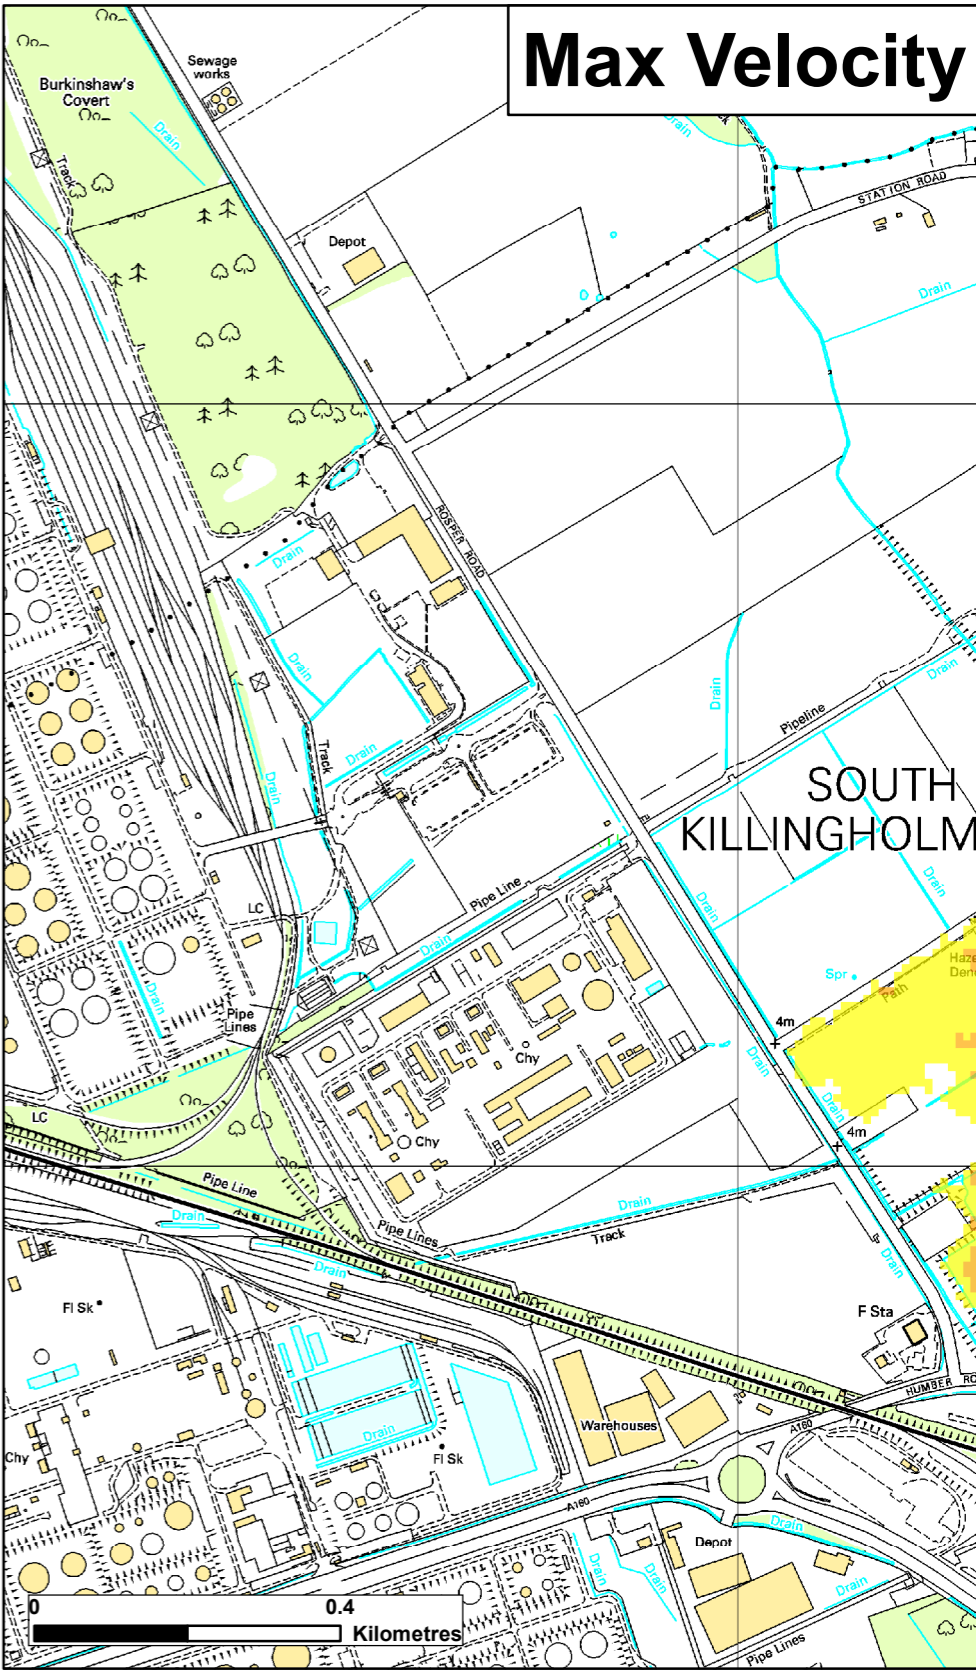 Max Velocity
Sewage
works
Burkinshaw's
Covert
Drain
Drain
Track
STATION ROAD
Depot
Drain
ROSPER ROAD
Drain
Drain
Drain
Drain
Pipeline
Track
Drain
Drain
SOUTH
KILLINGHOLM
Pipe Line
Drain
Drain
LC
Drain
Haze
Den
Spr
Path
Drain
Pipe
Lines
4m
Chy
Drain
Drain
LC
Chy
4m
Pipe Line
Drain
Drain
Pipe Lines
Track
Drain
Drain
Fl Sk
F Sta
HUMBER RO
Warehouses
A160
Drain
Chy
Fl Sk
A160
Drain
Depot
Drain
Drain
Drain
0
0.4
Kilometres
Pipe Lines